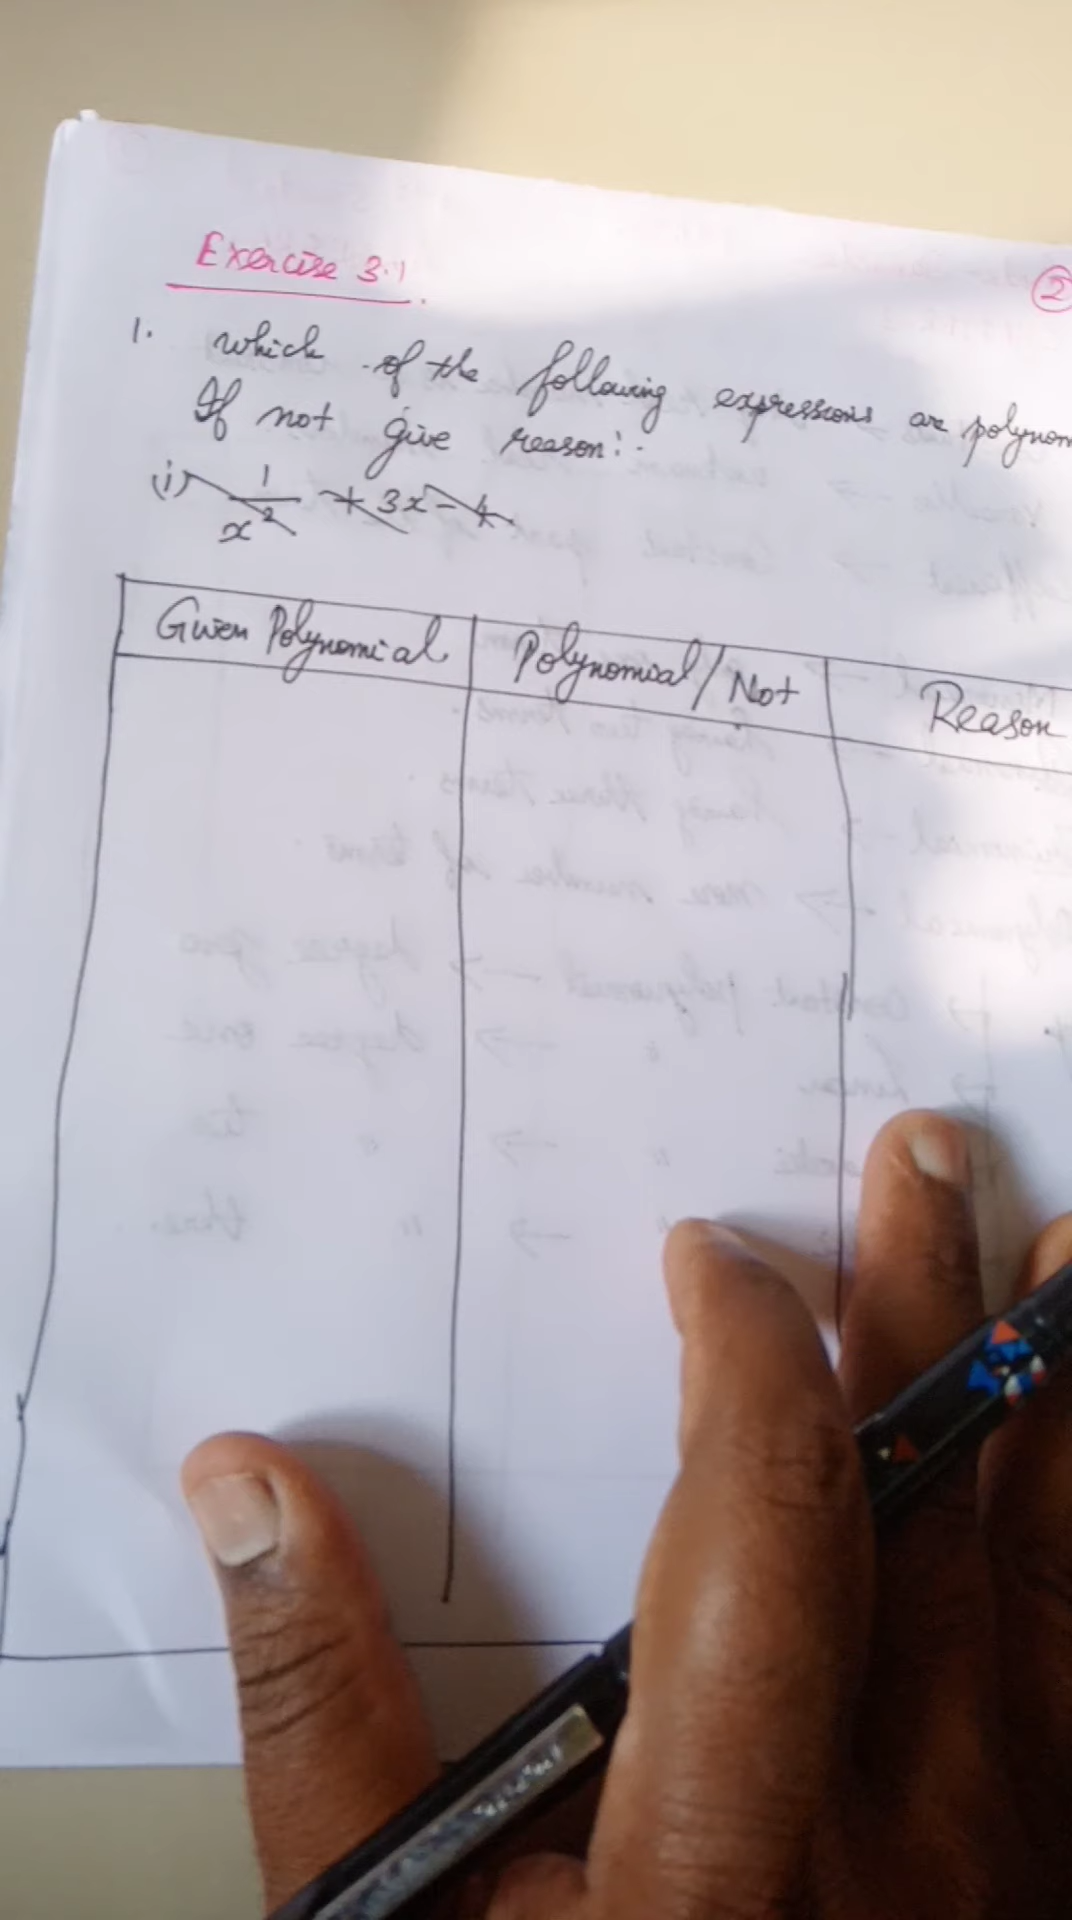 Exercise 3.1
2
1. which of the following expressions are polynom
If not give reason:-
(i) 1/x² + 3x - 4
Given Polynomial
Polynomial / Not
Reason